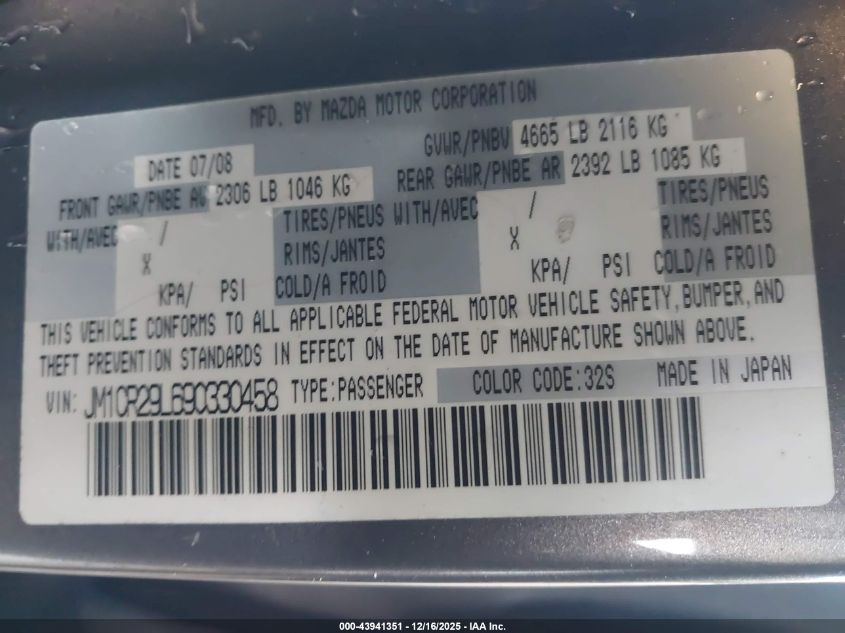 MFD. BY MAZDA MOTOR CORPORATION
DATE 07/08 GVWR/PNBV 4665 LB 2116 KG
FRONT GAWR/PNBE AV 2306 LB 1046 KG REAR GAWR/PNBE AR 2392 LB 1085 KG
WITH/AVEC / TIRES/PNEUS WITH/AVEC / TIRES/PNEUS
X RIMS/JANTES X RIMS/JANTES
KPA/ PSI COLD/A FROID KPA/ PSI COLD/A FROID
THIS VEHICLE CONFORMS TO ALL APPLICABLE FEDERAL MOTOR VEHICLE SAFETY, BUMPER, AND
THEFT PREVENTION STANDARDS IN EFFECT ON THE DATE OF MANUFACTURE SHOWN ABOVE.
VIN: JM1CR29L690330458 TYPE:PASSENGER COLOR CODE:32S MADE IN JAPAN
000-43941351 - 12/16/2025 - IAA Inc.